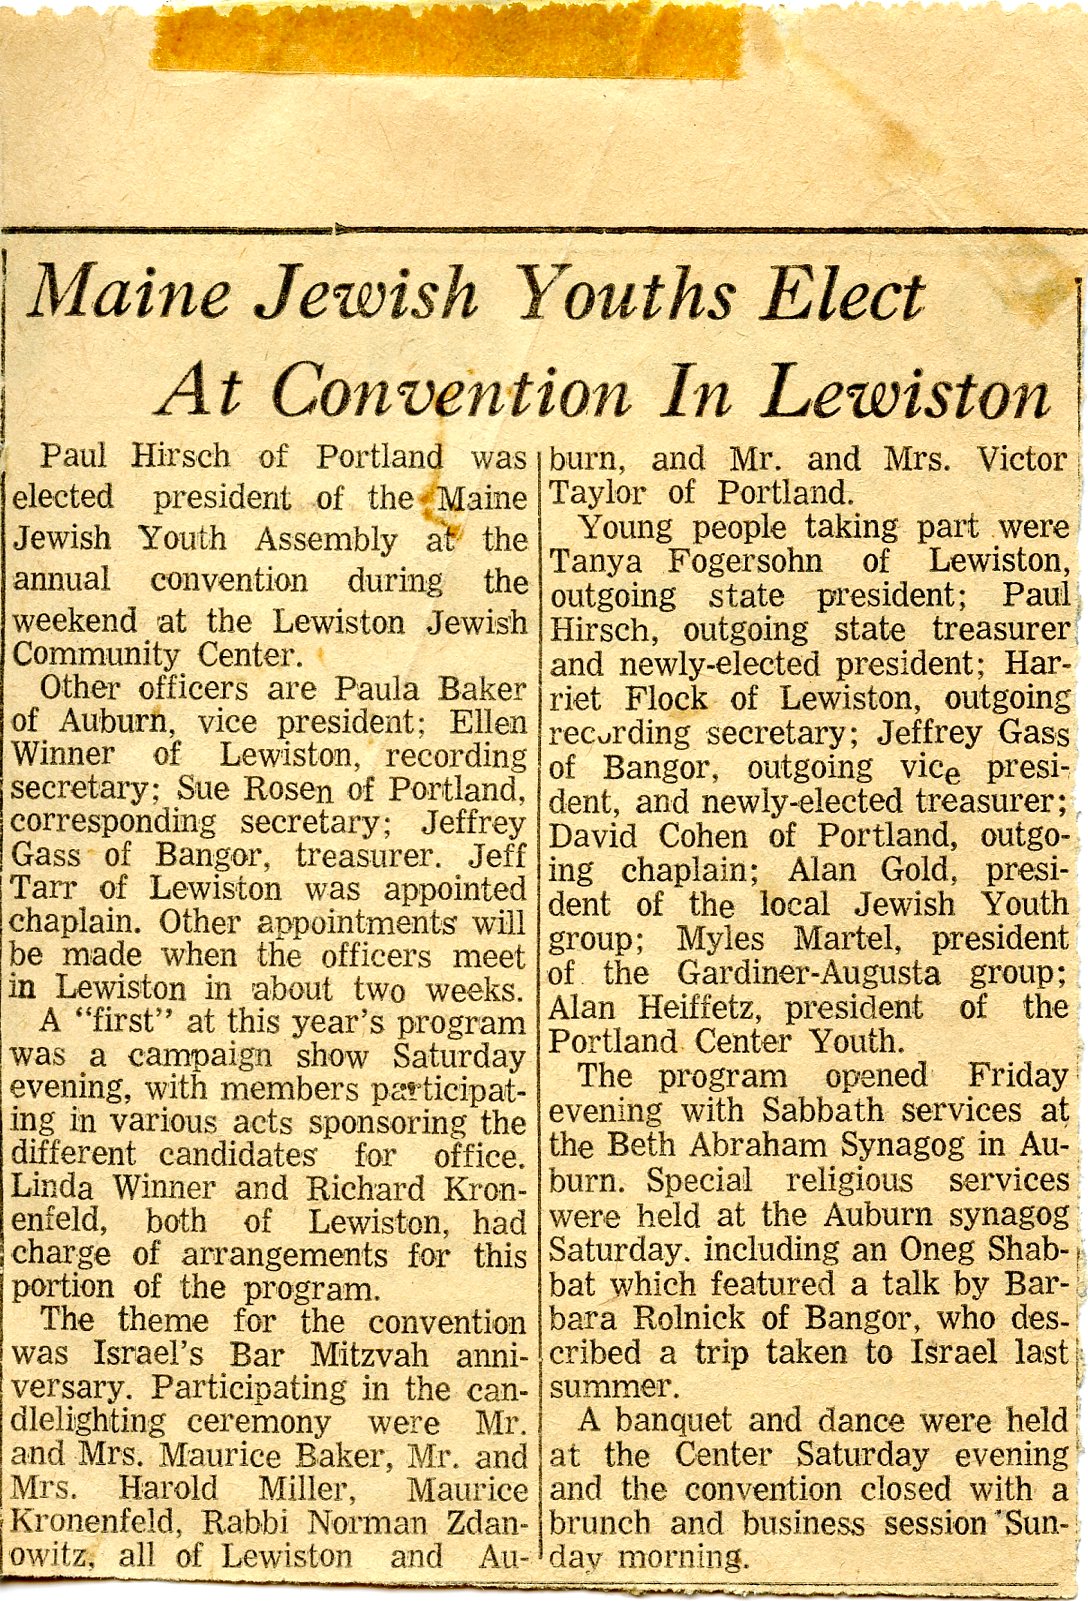 Maine Jewish Youths Elect
At Convention In Lewiston
Paul Hirsch of Portland was
elected president of the Maine
Jewish Youth Assembly at the
annual convention during the
weekend at the Lewiston Jewish
Community Center.
Other officers are Paula Baker
of Auburn, vice president; Ellen
Winner of Lewiston, recording
secretary; Sue Rosen of Portland,
corresponding secretary; Jeffrey
Gass of Bangor, treasurer. Jeff
Tarr of Lewiston was appointed
chaplain. Other appointments will
be made when the officers meet
in Lewiston in about two weeks.
A “first” at this year’s program
was a campaign show Saturday
evening, with members participat-
ing in various acts sponsoring the
different candidates for office.
Linda Winner and Richard Kron-
enfeld, both of Lewiston, had
charge of arrangements for this
portion of the program.
The theme for the convention
was Israel’s Bar Mitzvah anni-
versary. Participating in the can-
dlelighting ceremony were Mr.
and Mrs. Maurice Baker, Mr. and
Mrs. Harold Miller, Maurice
Kronenfeld, Rabbi Norman Zdan-
owitz, all of Lewiston and Au-
burn, and Mr. and Mrs. Victor
Taylor of Portland.
Young people taking part were
Tanya Fogersohn of Lewiston,
outgoing state president; Paul
Hirsch, outgoing state treasurer
and newly-elected president; Har-
riet Flock of Lewiston, outgoing
recording secretary; Jeffrey Gass
of Bangor, outgoing vice presi-
dent, and newly-elected treasurer;
David Cohen of Portland, outgo-
ing chaplain; Alan Gold, presi-
dent of the local Jewish Youth
group; Myles Martel, president
of the Gardiner-Augusta group;
Alan Heiffetz, president of the
Portland Center Youth.
The program opened Friday
evening with Sabbath services at
the Beth Abraham Synagog in Au-
burn. Special religious services
were held at the Auburn synagog
Saturday. including an Oneg Shab-
bat which featured a talk by Bar-
bara Rolnick of Bangor, who des-
cribed a trip taken to Israel last
summer.
A banquet and dance were held
at the Center Saturday evening
and the convention closed with a
brunch and business session Sun-
day morning.